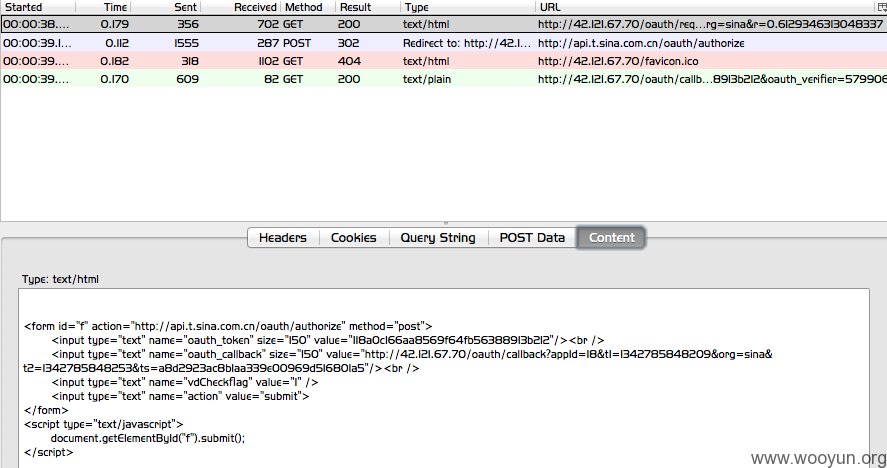 Started Time Sent Received Method Result Type URL
00:00:38.... 0.179 356 702 GET 200 text/html http://42.121.67.70/oauth/req...rg=sina&r=0.6129346313048337
00:00:39.1... 0.112 1555 287 POST 302 Redirect to: http://42.1... http://api.t.sina.com.cn/oauth/authorize
00:00:39.... 0.182 318 1102 GET 404 text/html http://42.121.67.70/favicon.ico
00:00:39.... 0.170 609 82 GET 200 text/plain http://42.121.67.70/oauth/callb...8913b212&oauth_verifier=579906
Headers Cookies Query String POST Data Content
Type: text/html
<form id="f" action="http://api.t.sina.com.cn/oauth/authorize" method="post">
<input type="text" name="oauth_token" size="150" value="118a0c166aa8569f64fb56388913b212"/><br />
<input type="text" name="oauth_callback" size="150" value="http://42.121.67.70/oauth/callback?appId=18&t1=1342785848209&org=sina&
t2=1342785848253&ts=a8d2923ac8b1aa339e00969d516801a5"/><br />
<input type="text" name="vdCheckflag" value="1" />
<input type="text" name="action" value="submit">
</form>
<script type="text/javascript">
document.getElementById("f").submit();
</script>
www.wooyun.org